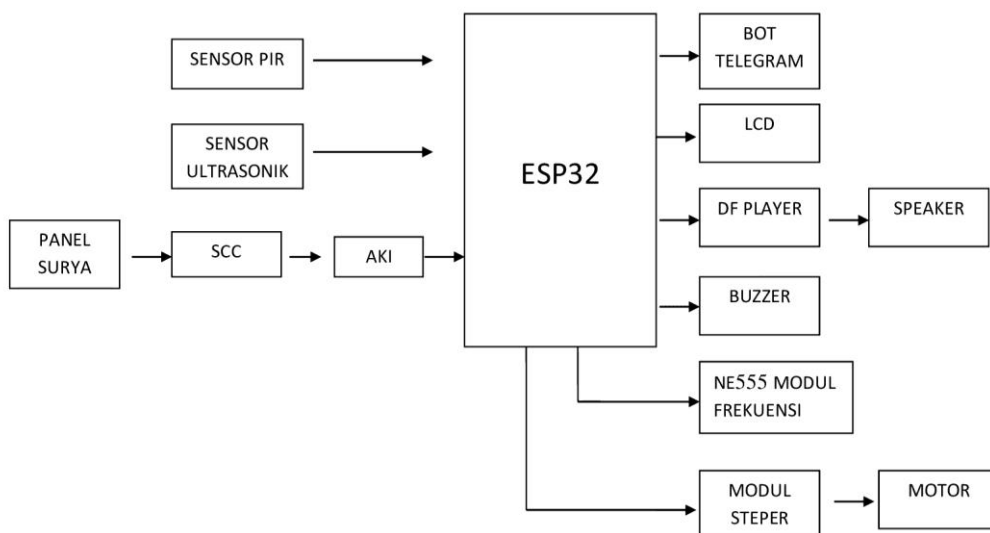 SENSOR PIR
SENSOR
ULTRASONIK
PANEL
SURYA
SCC
AKI
ESP32
BOT
TELEGRAM
LCD
DF PLAYER
SPEAKER
BUZZER
NE555 MODUL
FREKUENSI
MODUL
STEPER
MOTOR